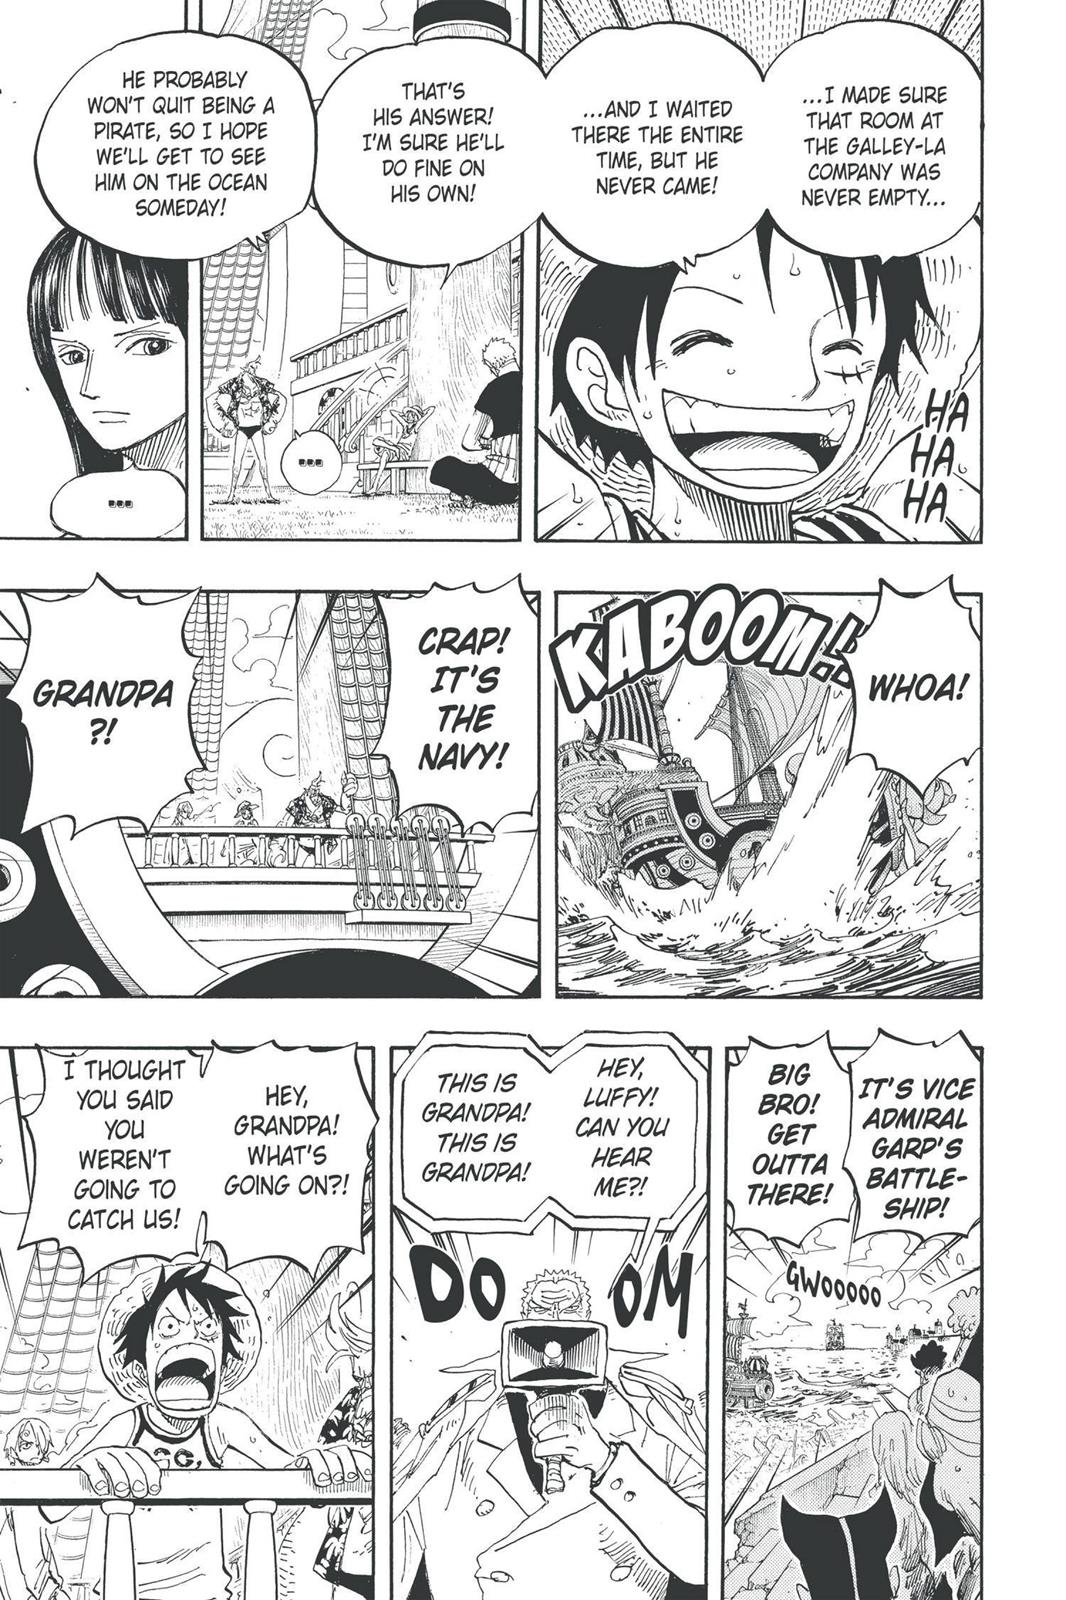 ...I MADE SURE
THAT ROOM AT
THE GALLEY-LA
COMPANY WAS
NEVER EMPTY...
...AND I WAITED
THERE THE ENTIRE
TIME, BUT HE
NEVER CAME!
HA
HA
HA
THAT'S
HIS ANSWER!
I'M SURE HE'LL
DO FINE ON
HIS OWN!
...
HE PROBABLY
WON'T QUIT BEING A
PIRATE, SO I HOPE
WE'LL GET TO SEE
HIM ON THE OCEAN
SOMEDAY!
...
WHOA!
KABOOM!!
CRAP!
IT'S
THE
NAVY!
GRANDPA
?!
IT'S VICE
ADMIRAL
GARP'S
BATTLE-
SHIP!
BIG
BRO!
GET
OUTTA
THERE!
GWOOOOO
HEY,
LUFFY!
CAN YOU
HEAR
ME?!
THIS IS
GRANDPA!
THIS IS
GRANDPA!
DOOM
HEY,
GRANDPA!
WHAT'S
GOING ON?!
I THOUGHT
YOU SAID
YOU
WEREN'T
GOING TO
CATCH US!